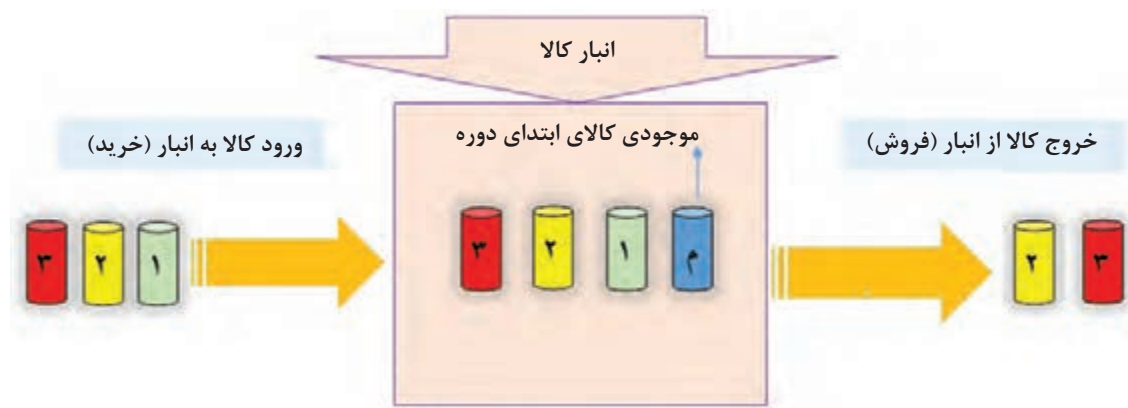 انبار کالا
موجودی کالای ابتدای دوره
خروج کالا از انبار (فروش)
ورود کالا به انبار (خرید)
۳ ۲ ۱
۳ ۲ ۱ م
۲ ۳